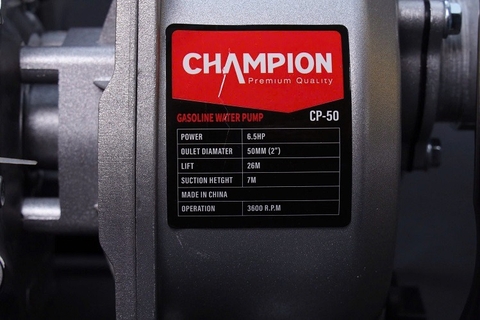 CHAMPION
Premium Quality
GASOLINE WATER PUMP CP-50
POWER 6.5HP
OULET DIAMATER 50MM (2")
LIFT 26M
SUCTION HETGHT 7M
MADE IN CHINA
OPERATION 3600 R.P.M